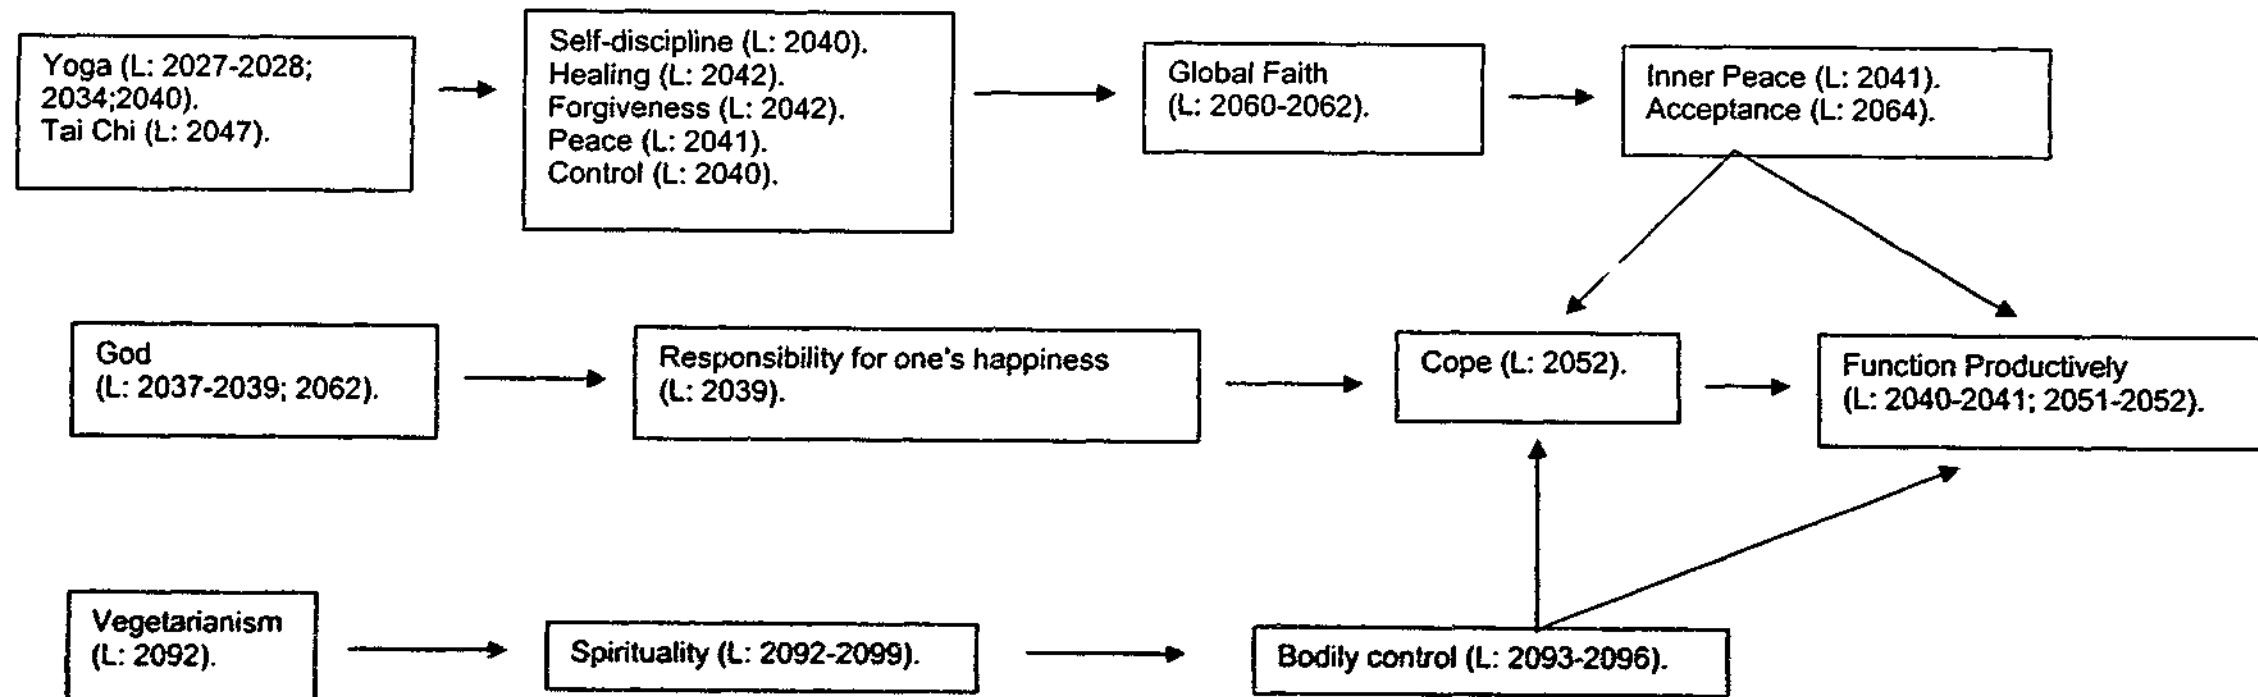 Yoga (L: 2027-2028;
2034;2040).
Tai Chi (L: 2047).
Self-discipline (L: 2040).
Healing (L: 2042).
Forgiveness (L: 2042).
Peace (L: 2041).
Control (L: 2040).
Global Faith
(L: 2060-2062).
Inner Peace (L: 2041).
Acceptance (L: 2064).
God
(L: 2037-2039; 2062).
Responsibility for one's happiness
(L: 2039).
Cope (L: 2052).
Function Productively
(L: 2040-2041; 2051-2052).
Vegetarianism
(L: 2092).
Spirituality (L: 2092-2099).
Bodily control (L: 2093-2096).